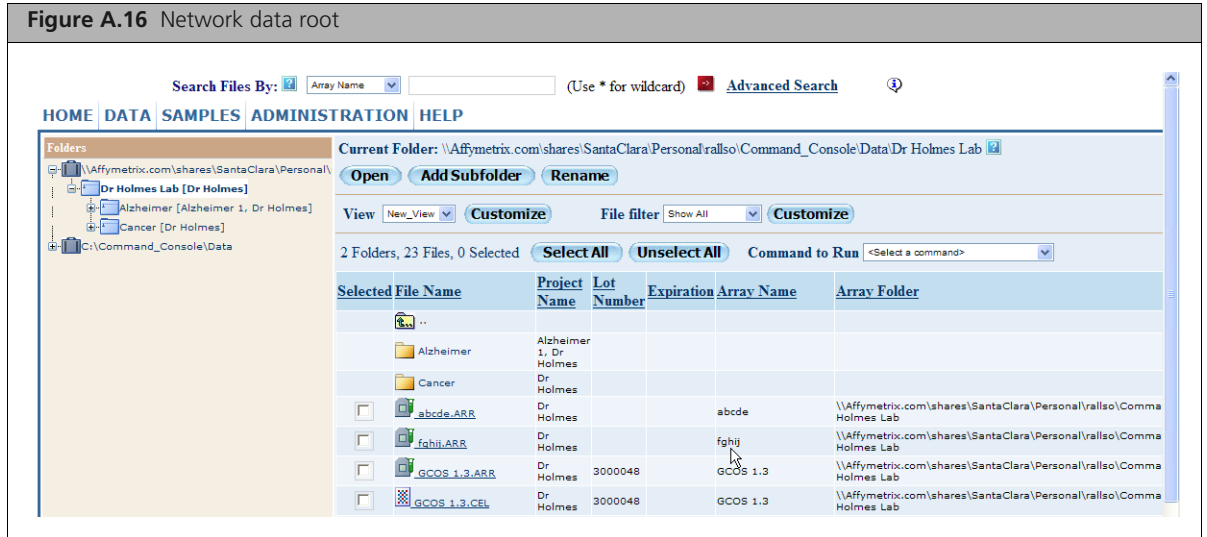 Figure A.16 Network data root
Search Files By: ? Array Name (Use * for wildcard) Advanced Search
HOME DATA SAMPLES ADMINISTRATION HELP
Folders
\\Affymetrix.com\shares\SantaClara\Personal\
Dr Holmes Lab [Dr Holmes]
Alzheimer [Alzheimer 1, Dr Holmes]
Cancer [Dr Holmes]
C:\Command_Console\Data
Current Folder: \\Affymetrix.com\shares\SantaClara\Personal\rallso\Command_Console\Data\Dr Holmes Lab ?
Open Add Subfolder Rename
View New_View Customize File filter Show All Customize
2 Folders, 23 Files, 0 Selected Select All Unselect All Command to Run <Select a command>
Selected File Name Project Name Lot Number Expiration Array Name Array Folder
..
Alzheimer Alzheimer 1, Dr Holmes
Cancer Dr Holmes
abcde.ARR Dr Holmes abcde \\Affymetrix.com\shares\SantaClara\Personal\rallso\Comma Holmes Lab
fghij.ARR Dr Holmes fghij \\Affymetrix.com\shares\SantaClara\Personal\rallso\Comma Holmes Lab
GCOS 1.3.ARR Dr Holmes 3000048 GCOS 1.3 \\Affymetrix.com\shares\SantaClara\Personal\rallso\Comma Holmes Lab
GCOS 1.3.CEL Dr Holmes 3000048 GCOS 1.3 \\Affymetrix.com\shares\SantaClara\Personal\rallso\Comma Holmes Lab